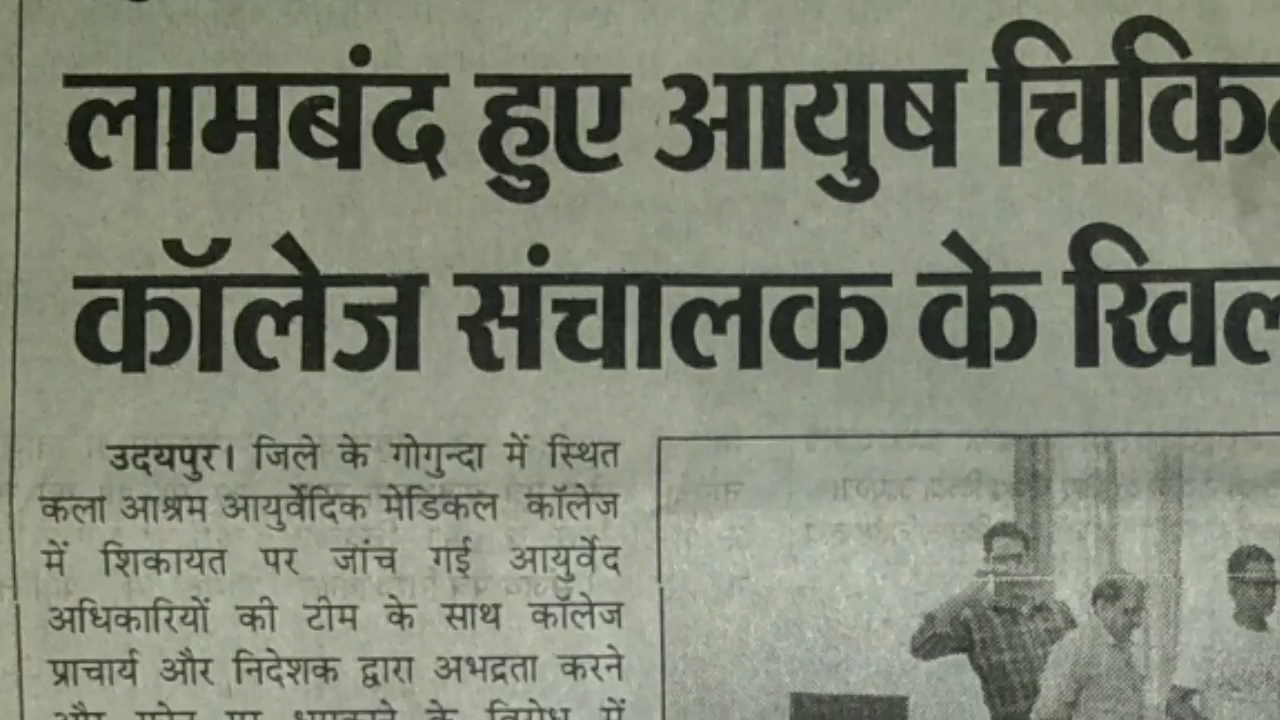 लामबंद हुए आयुष
कॉलेज संचालक के
उदयपुर। जिले के गोगुन्दा में स्थित
कला आश्रम आयुर्वेदिक मेडिकल कॉलेज
में शिकायत पर जांच गई आयुर्वेद
अधिकारियों की टीम के साथ कॉलेज
प्राचार्य और निदेशक द्वारा अभद्रता करने